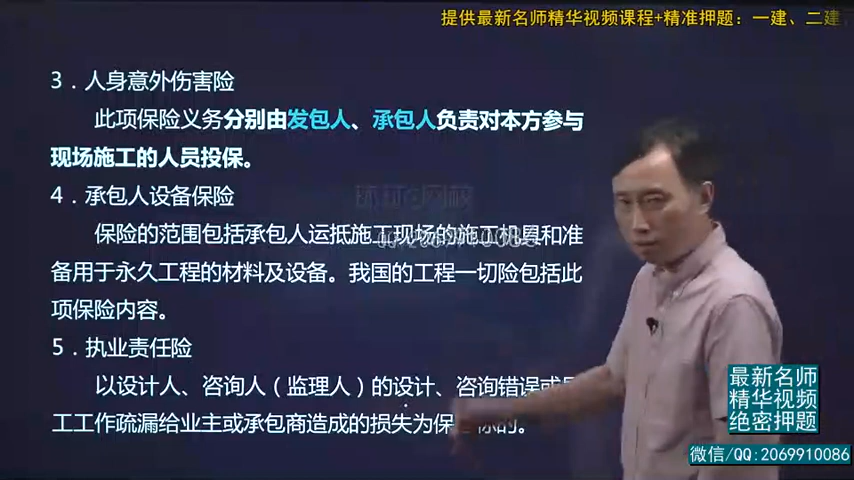 提供最新名师精华视频课程+精准押题：一建、二建
3．人身意外伤害险
此项保险义务分别由发包人、承包人负责对本方参与
现场施工的人员投保。
4．承包人设备保险
保险的范围包括承包人运抵施工现场的施工机具和准
备用于永久工程的材料及设备。我国的工程一切险包括此
项保险内容。
5．执业责任险
以设计人、咨询人（监理人）的设计、咨询错误或
工工作疏漏给业主或承包商造成的损失为保 标的。
最新名师
精华视频
绝密押题
微信/QQ:2069910086